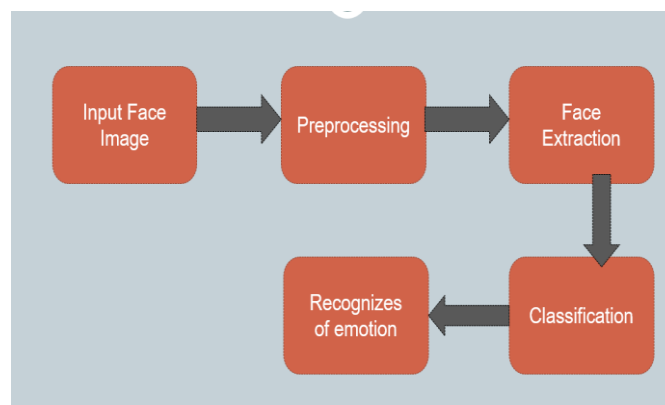 Input Face
Image
Preprocessing
Face
Extraction
Classification
Recognizes
of emotion